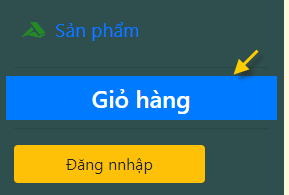 Sản phẩm
Giỏ hàng
Đăng nnhập